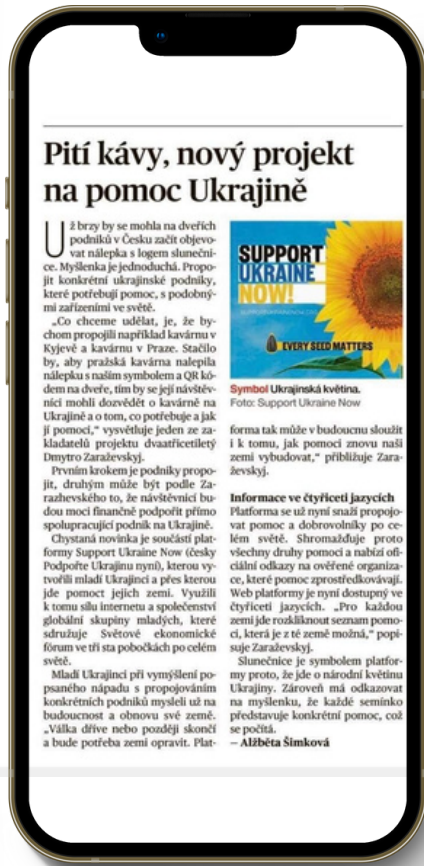 Pití kávy, nový projekt
na pomoc Ukrajině
Už brzy by se mohla na dveřích
podniků v Česku začít objevo-
vat nálepka s logem slunečni-
ce. Myšlenka je jednoduchá. Propo-
jit konkrétní ukrajinské podniky,
které potřebují pomoc, s podobný-
mi zařízeními ve světě.
„Co chceme udělat, je, že by-
chom propojili například kavárnu v
Kyjevě a kavárnu v Praze. Stačilo
by, aby pražská kavárna nalepila
nálepku s naším symbolem a QR kó-
dem na dveře, tím by se její návštěv-
níci mohli dozvědět o kavárně na
Ukrajině a o tom, co potřebuje a jak
jí pomoci,“ vysvětluje jeden ze za-
kladatelů projektu dvaatřicetiletý
Dmytro Zaraževskyj.
Prvním krokem je podniky propo-
jit, druhým může být podle Za-
razhevského to, že návštěvníci bu-
dou moci finančně podpořit přímo
spolupracující podnik na Ukrajině.
Chystaná novinka je součástí plat-
formy Support Ukraine Now (česky
Podpořte Ukrajinu nyní), kterou vy-
tvořili mladí Ukrajinci a přes kterou
jde pomoct jejich zemi. Využili
k tomu sílu internetu a společenství
globální skupiny mladých, které
sdružuje Světové ekonomické
fórum ve tři sta pobočkách po celém
světě.
Mladí Ukrajinci při vymýšlení po-
psaného nápadu s propojováním
konkrétních podniků mysleli už na
budoucnost a obnovu své země.
„Válka dříve nebo později skončí
a bude potřeba zemi opravit. Plat-
SUPPORT
UKRAINE
NOW!
EVERY SEED MATTERS
Symbol Ukrajinská květina.
Foto: Support Ukraine Now
forma tak může v budoucnu sloužit
i k tomu, jak pomoci znovu naši
zemi vybudovat,“ přibližuje Zara-
ževskyj.
Informace ve čtyřiceti jazycích
Platforma se už nyní snaží propojo-
vat pomoc a dobrovolníky po ce-
lém světě. Shromažďuje proto
všechny druhy pomoci a nabízí ofi-
ciální odkazy na ověřené organiza-
ce, které pomoc zprostředkovávají.
Web platformy je nyní dostupný ve
čtyřiceti jazycích. „Pro každou
zemi jde rozkliknout seznam pomo-
ci, která je z té země možná,“ popi-
suje Zaraževskyj.
Slunečnice je symbolem platfor-
my proto, že jde o národní květinu
Ukrajiny. Zároveň má odkazovat
na myšlenku, že každé semínko
představuje konkrétní pomoc, což
se počítá.
— Alžběta Šimková